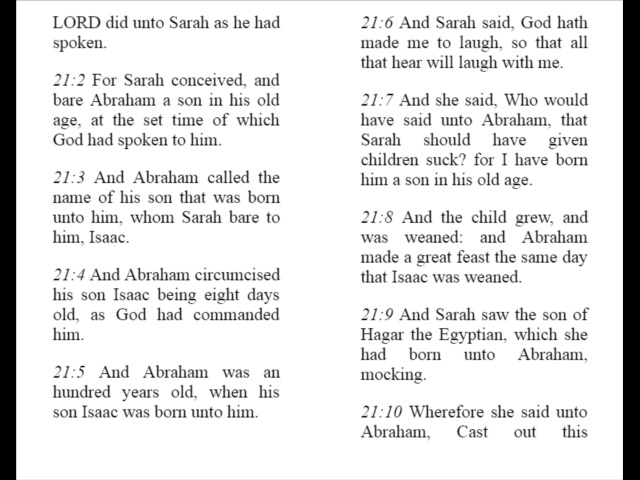 LORD did unto Sarah as he had
spoken.
21:2 For Sarah conceived, and
bare Abraham a son in his old
age, at the set time of which
God had spoken to him.
21:3 And Abraham called the
name of his son that was born
unto him, whom Sarah bare to
him, Isaac.
21:4 And Abraham circumcised
his son Isaac being eight days
old, as God had commanded
him.
21:5 And Abraham was an
hundred years old, when his
son Isaac was born unto him.
21:6 And Sarah said, God hath
made me to laugh, so that all
that hear will laugh with me.
21:7 And she said, Who would
have said unto Abraham, that
Sarah should have given
children suck? for I have born
him a son in his old age.
21:8 And the child grew, and
was weaned: and Abraham
made a great feast the same day
that Isaac was weaned.
21:9 And Sarah saw the son of
Hagar the Egyptian, which she
had born unto Abraham,
mocking.
21:10 Wherefore she said unto
Abraham, Cast out this